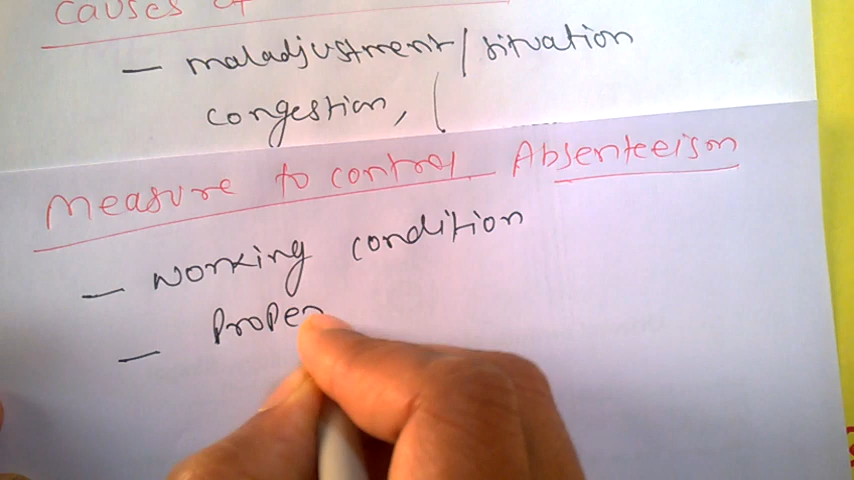 causes of
– maladjustment/situation
congestion, (
Measure to control Absenteeism
– working condition
– Proper